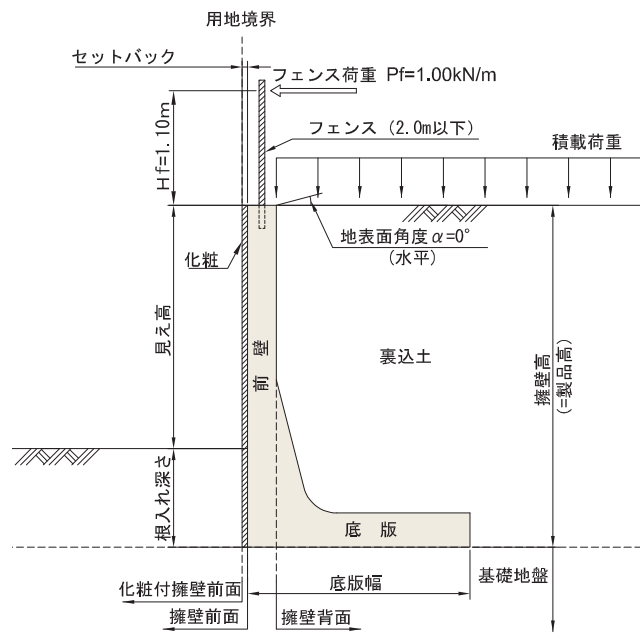 用地境界
セットバック
フェンス荷重 Pf=1.00kN/m
Hf=1.10m
フェンス (2.0m以下)
積載荷重
地表面角度α=0°
(水平)
化粧
見え高
前壁
裏込土
擁壁高
(=製品高)
根入れ深さ
底版
基礎地盤
化粧付擁壁前面
底版幅
擁壁前面
擁壁背面